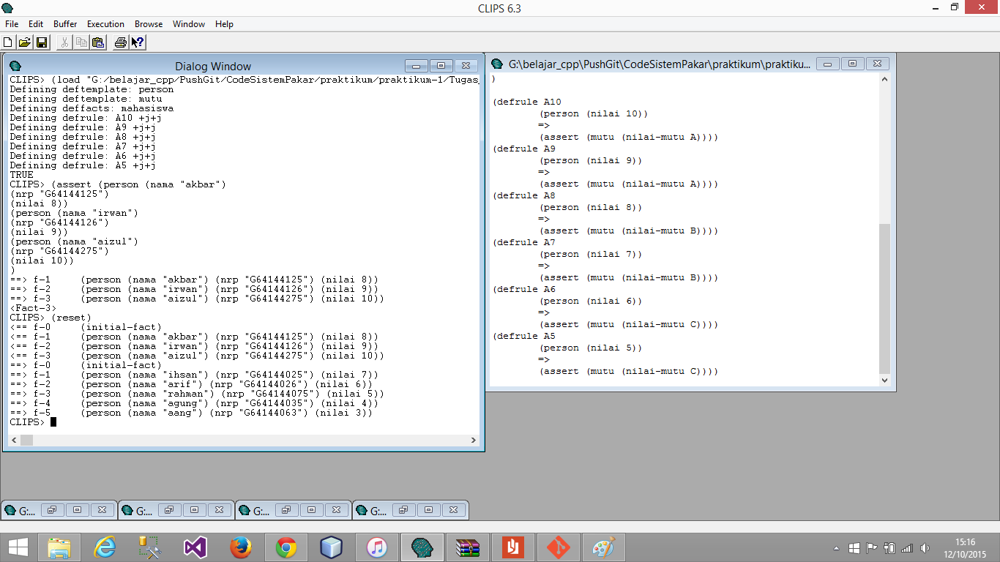 CLIPS 6.3
File Edit Buffer Execution Browse Window Help
Dialog Window
CLIPS> (load "G:/belajar_cpp/PushGit/CodeSistemPakar/praktikum/praktikum-1/Tugas_
Defining deftemplate: person
Defining deftemplate: mutu
Defining deffacts: mahasiswa
Defining defrule: A10 +j+j
Defining defrule: A9 +j+j
Defining defrule: A8 +j+j
Defining defrule: A7 +j+j
Defining defrule: A6 +j+j
Defining defrule: A5 +j+j
TRUE
CLIPS> (assert (person (nama "akbar")
(nrp "G64144125")
(nilai 8))
(person (nama "irwan")
(nrp "G64144126")
(nilai 9))
(person (nama "aizul")
(nrp "G64144275")
(nilai 10))
)
==> f-1 (person (nama "akbar") (nrp "G64144125") (nilai 8))
==> f-2 (person (nama "irwan") (nrp "G64144126") (nilai 9))
==> f-3 (person (nama "aizul") (nrp "G64144275") (nilai 10))
<Fact-3>
CLIPS> (reset)
<== f-0 (initial-fact)
<== f-1 (person (nama "akbar") (nrp "G64144125") (nilai 8))
<== f-2 (person (nama "irwan") (nrp "G64144126") (nilai 9))
<== f-3 (person (nama "aizul") (nrp "G64144275") (nilai 10))
==> f-0 (initial-fact)
==> f-1 (person (nama "ihsan") (nrp "G64144025") (nilai 7))
==> f-2 (person (nama "arif") (nrp "G64144026") (nilai 6))
==> f-3 (person (nama "rahman") (nrp "G64144075") (nilai 5))
==> f-4 (person (nama "agung") (nrp "G64144035") (nilai 4))
==> f-5 (person (nama "aang") (nrp "G64144063") (nilai 3))
CLIPS>
G:\belajar_cpp\PushGit\CodeSistemPakar\praktikum\praktiku...
)
(defrule A10
(person (nilai 10))
=>
(assert (mutu (nilai-mutu A))))
(defrule A9
(person (nilai 9))
=>
(assert (mutu (nilai-mutu A))))
(defrule A8
(person (nilai 8))
=>
(assert (mutu (nilai-mutu B))))
(defrule A7
(person (nilai 7))
=>
(assert (mutu (nilai-mutu B))))
(defrule A6
(person (nilai 6))
=>
(assert (mutu (nilai-mutu C))))
(defrule A5
(person (nilai 5))
=>
(assert (mutu (nilai-mutu C))))
G:... G:... G:... G:...
15:16
12/10/2015